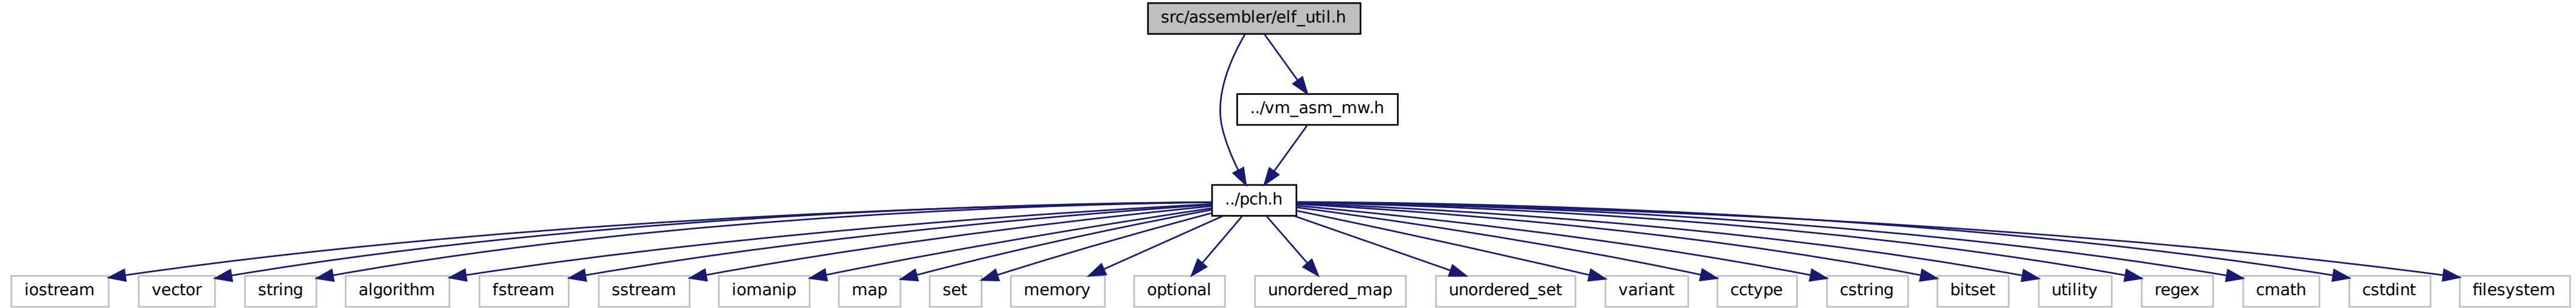 src/assembler/elf_util.h
../vm_asm_mw.h
../pch.h
iostream
vector
string
algorithm
fstream
sstream
iomanip
map
set
memory
optional
unordered_map
unordered_set
variant
cctype
cstring
bitset
utility
regex
cmath
cstdint
filesystem